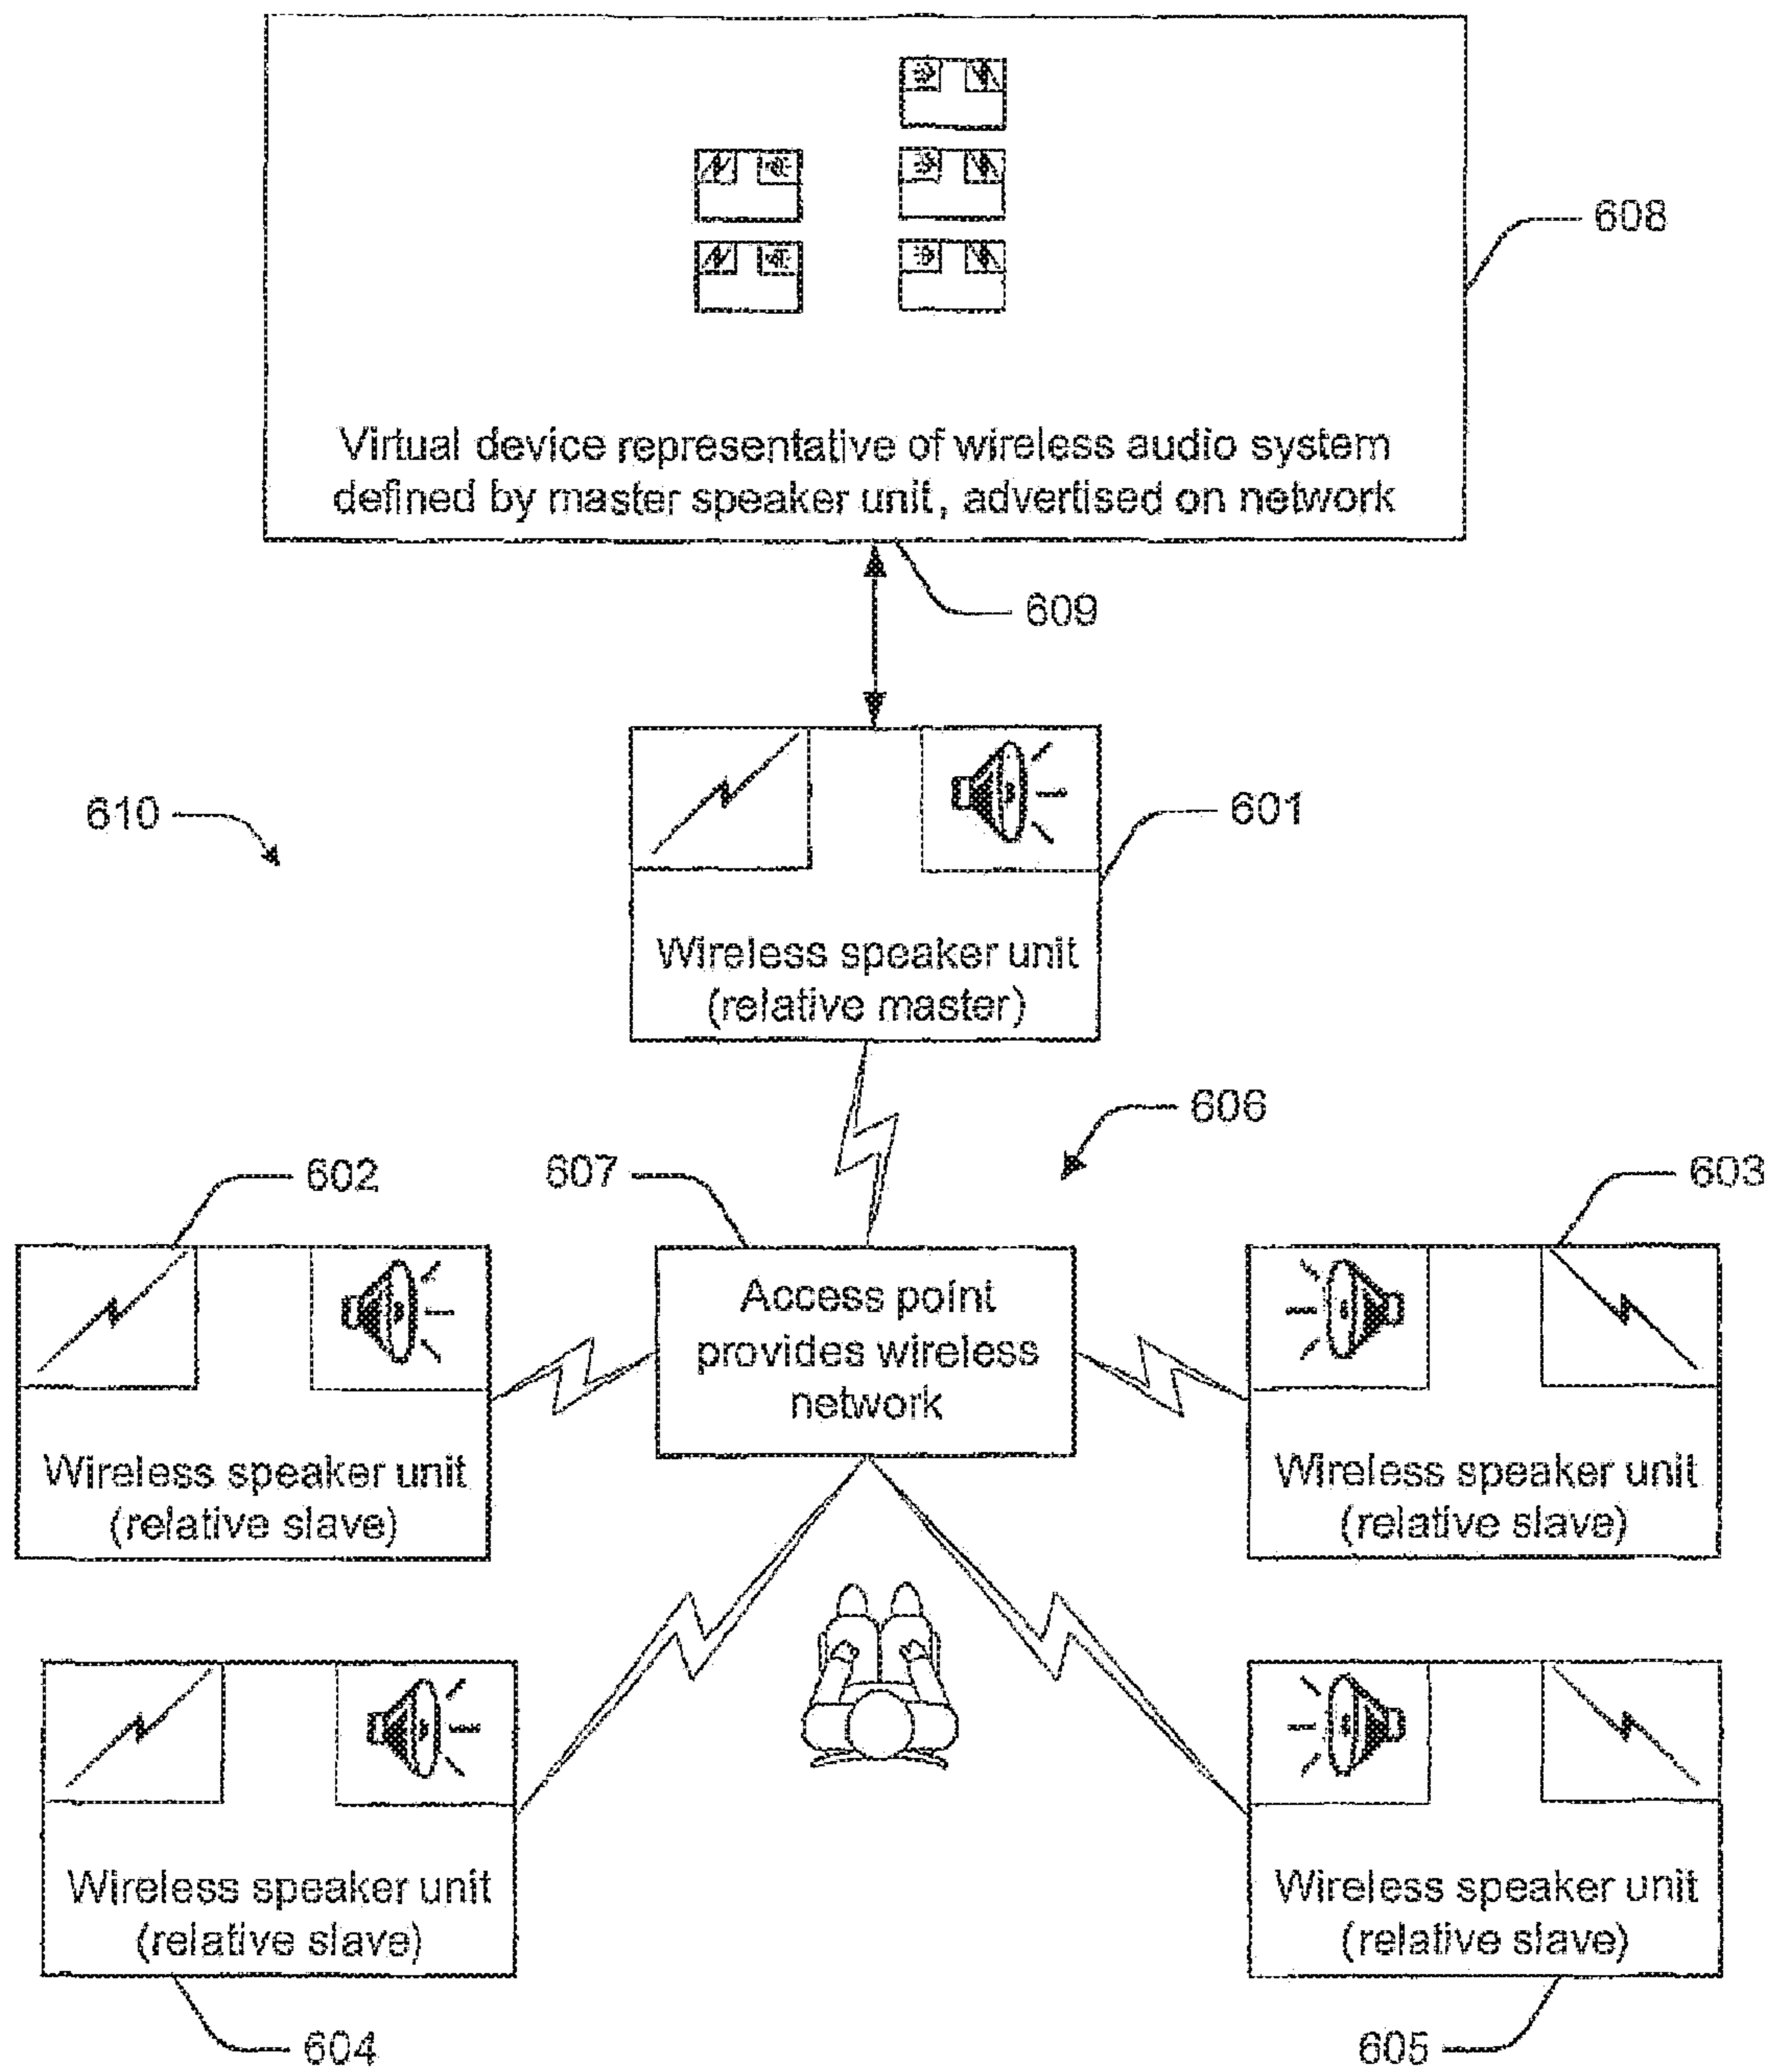 608
Virtual device representative of wireless audio system
defined by master speaker unit, advertised on network
609
610
601
Wireless speaker unit
(relative master)
606
602
607
603
Access point
provides wireless
network
Wireless speaker unit
(relative slave)
Wireless speaker unit
(relative slave)
Wireless speaker unit
(relative slave)
Wireless speaker unit
(relative slave)
604
605